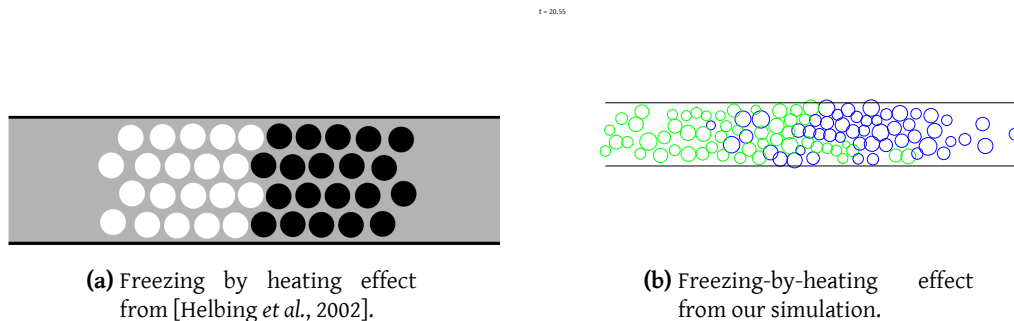 t = 20.55
(a) Freezing by heating effect
from [Helbing et al., 2002].
(b) Freezing-by-heating effect
from our simulation.